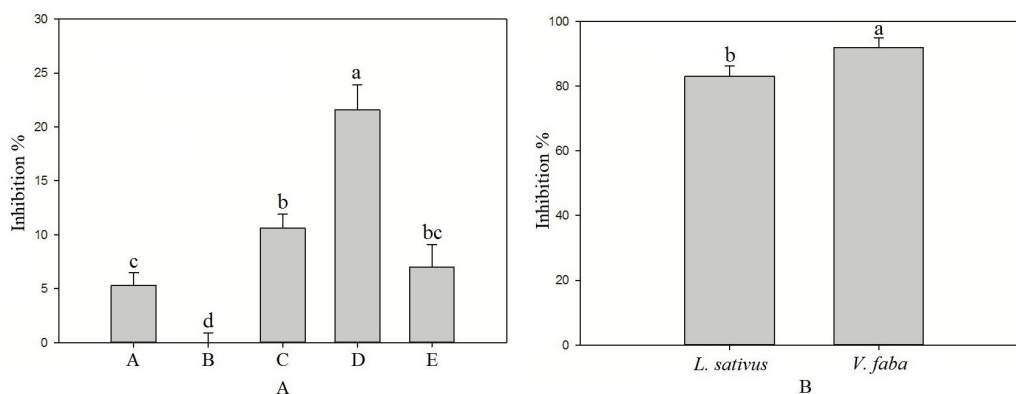 30
25
20
15
10
5
0
Inhibition %
c
d
b
a
bc
A B C D E
A
100
80
60
40
20
0
Inhibition %
b
a
L. sativus V. faba
B